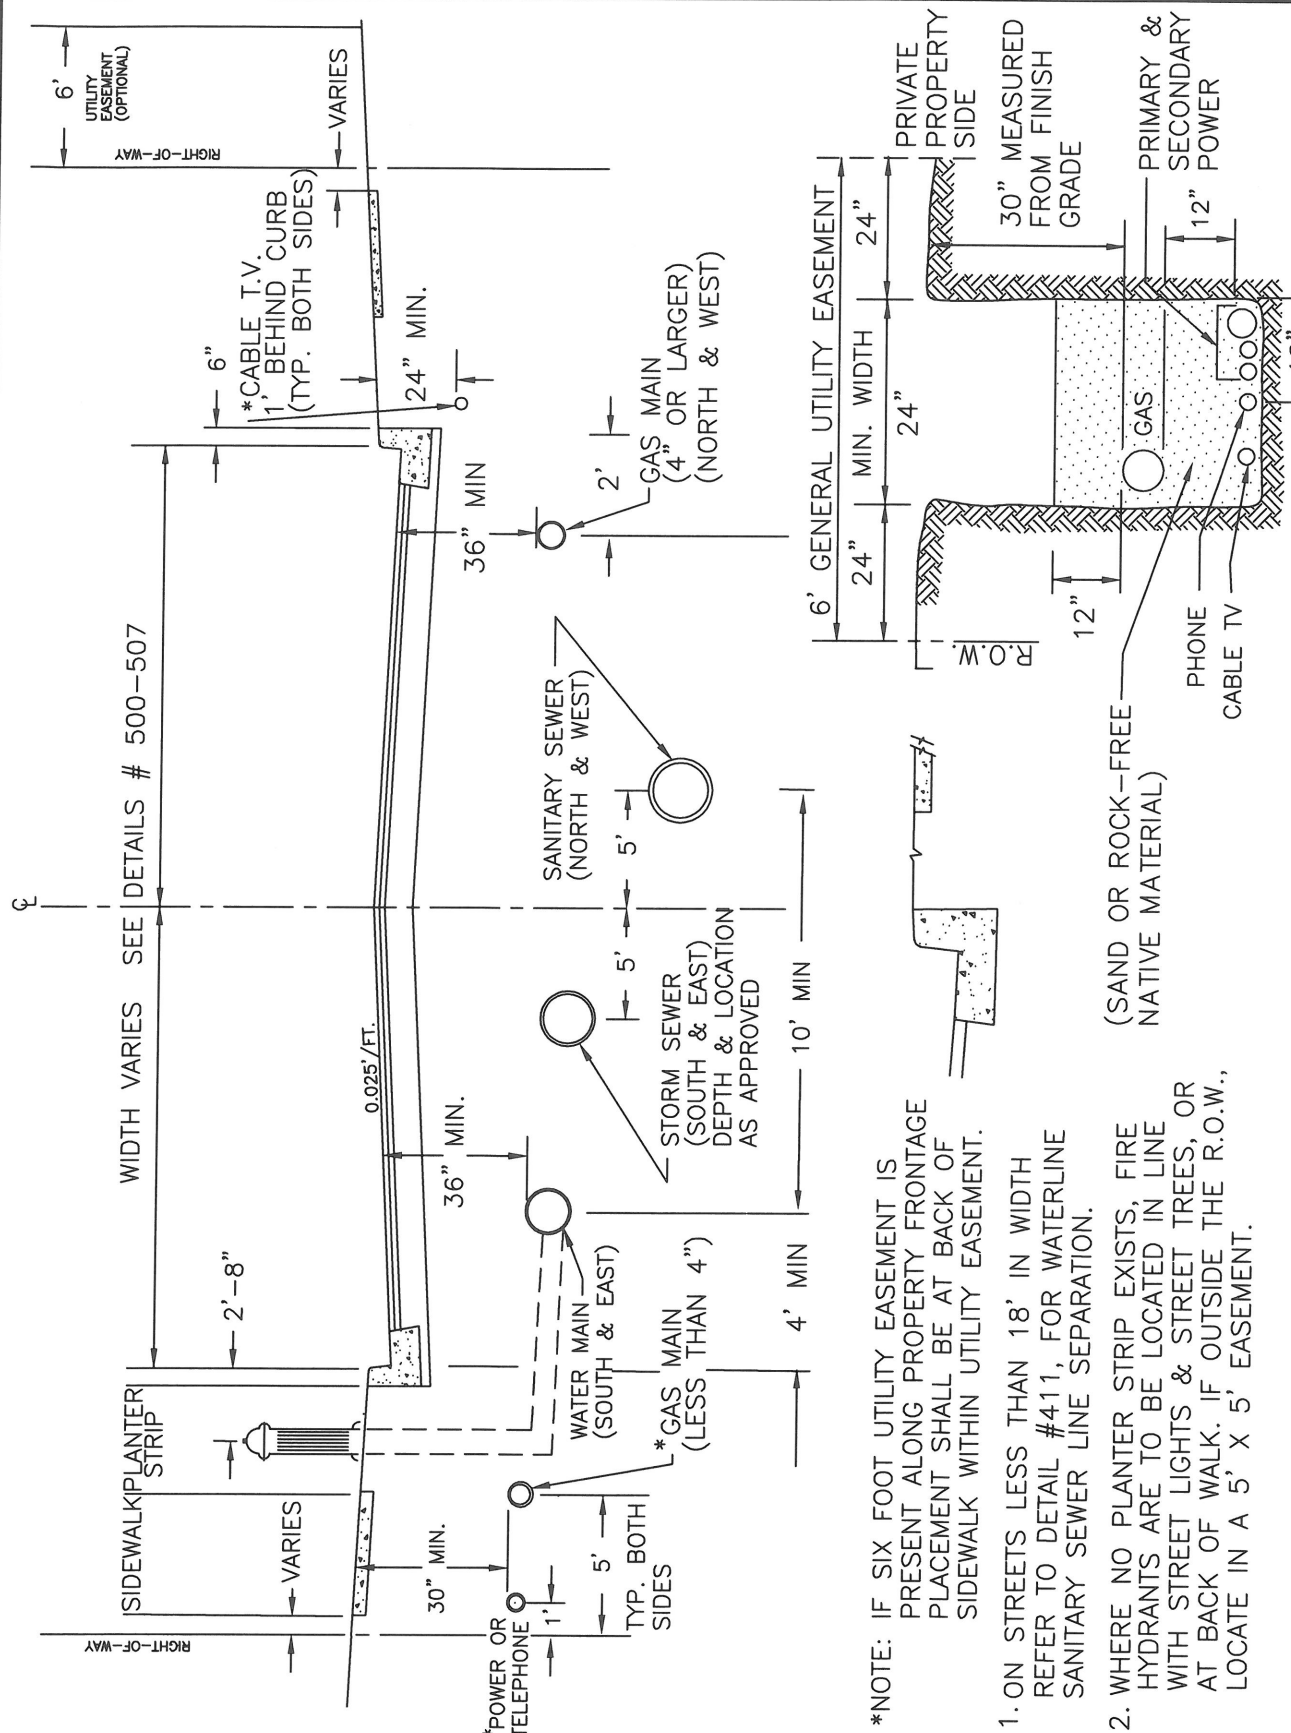 6'
UTILITY
EASEMENT
(OPTIONAL)
RIGHT-OF-WAY
VARIES
*CABLE T.V.
1' BEHIND CURB
(TYP. BOTH SIDES)
6"
24" MIN.
GAS MAIN
(4" OR LARGER)
(NORTH & WEST)
2'
36" MIN
WIDTH VARIES SEE DETAILS # 500-507
℄
0.025'/FT.
SANITARY SEWER
(NORTH & WEST)
5'
5'
STORM SEWER
(SOUTH & EAST)
DEPTH & LOCATION
AS APPROVED
10' MIN
36" MIN.
2'-8"
WATER MAIN
(SOUTH & EAST)
4' MIN
*GAS MAIN
(LESS THAN 4")
SIDEWALK
PLANTER
STRIP
VARIES
RIGHT-OF-WAY
30" MIN.
5'
TYP. BOTH
SIDES
1'
*POWER OR
TELEPHONE
6' GENERAL UTILITY EASEMENT
24"
MIN. WIDTH
24"
24"
PRIVATE
PROPERTY
SIDE
30" MEASURED
FROM FINISH
GRADE
PRIMARY &
SECONDARY
POWER
12"
GAS
R.O.W.
12"
(SAND OR ROCK-FREE
NATIVE MATERIAL)
PHONE
CABLE TV
*NOTE: IF SIX FOOT UTILITY EASEMENT IS
PRESENT ALONG PROPERTY FRONTAGE
PLACEMENT SHALL BE AT BACK OF
SIDEWALK WITHIN UTILITY EASEMENT.
1. ON STREETS LESS THAN 18' IN WIDTH
REFER TO DETAIL #411, FOR WATERLINE
SANITARY SEWER LINE SEPARATION.
2. WHERE NO PLANTER STRIP EXISTS, FIRE
HYDRANTS ARE TO BE LOCATED IN LINE
WITH STREET LIGHTS & STREET TREES, OR
AT BACK OF WALK. IF OUTSIDE THE R.O.W.,
LOCATE IN A 5' X 5' EASEMENT.